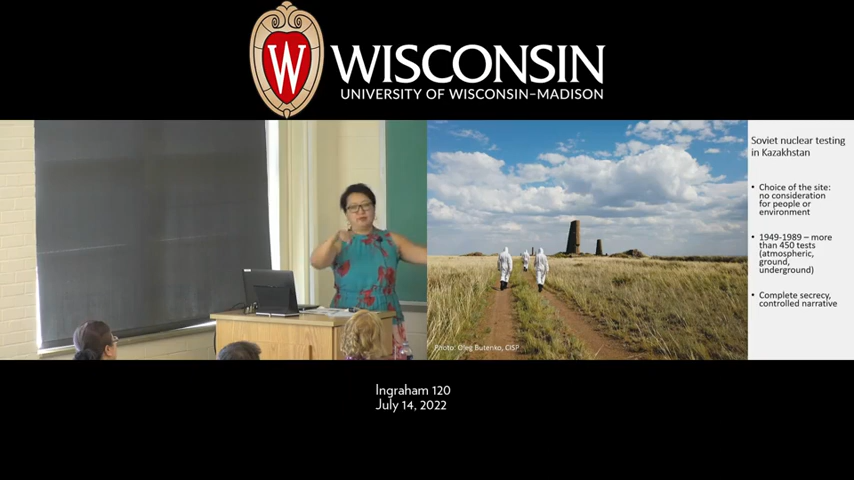 W
WISCONSIN
UNIVERSITY OF WISCONSIN–MADISON
Soviet nuclear testing
in Kazakhstan
• Choice of the site:
no consideration
for people or
environment
• 1949-1989 – more
than 450 tests
(atmospheric,
ground,
underground)
• Complete secrecy,
controlled narrative
Photo: Oleg Butenko, CISP
Ingraham 120
July 14, 2022